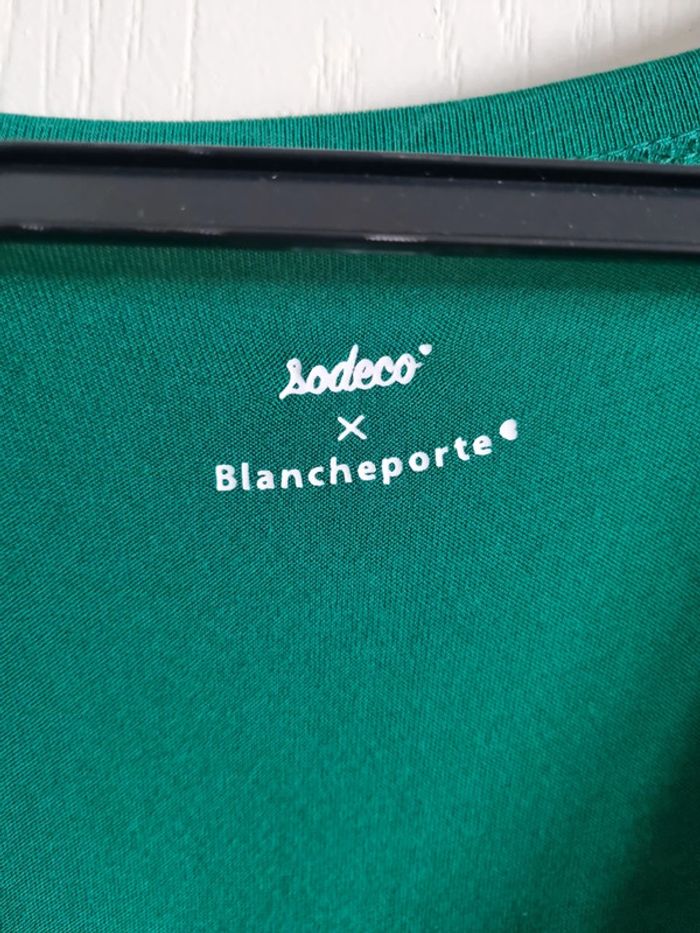 sodeco
×
Blancheporte